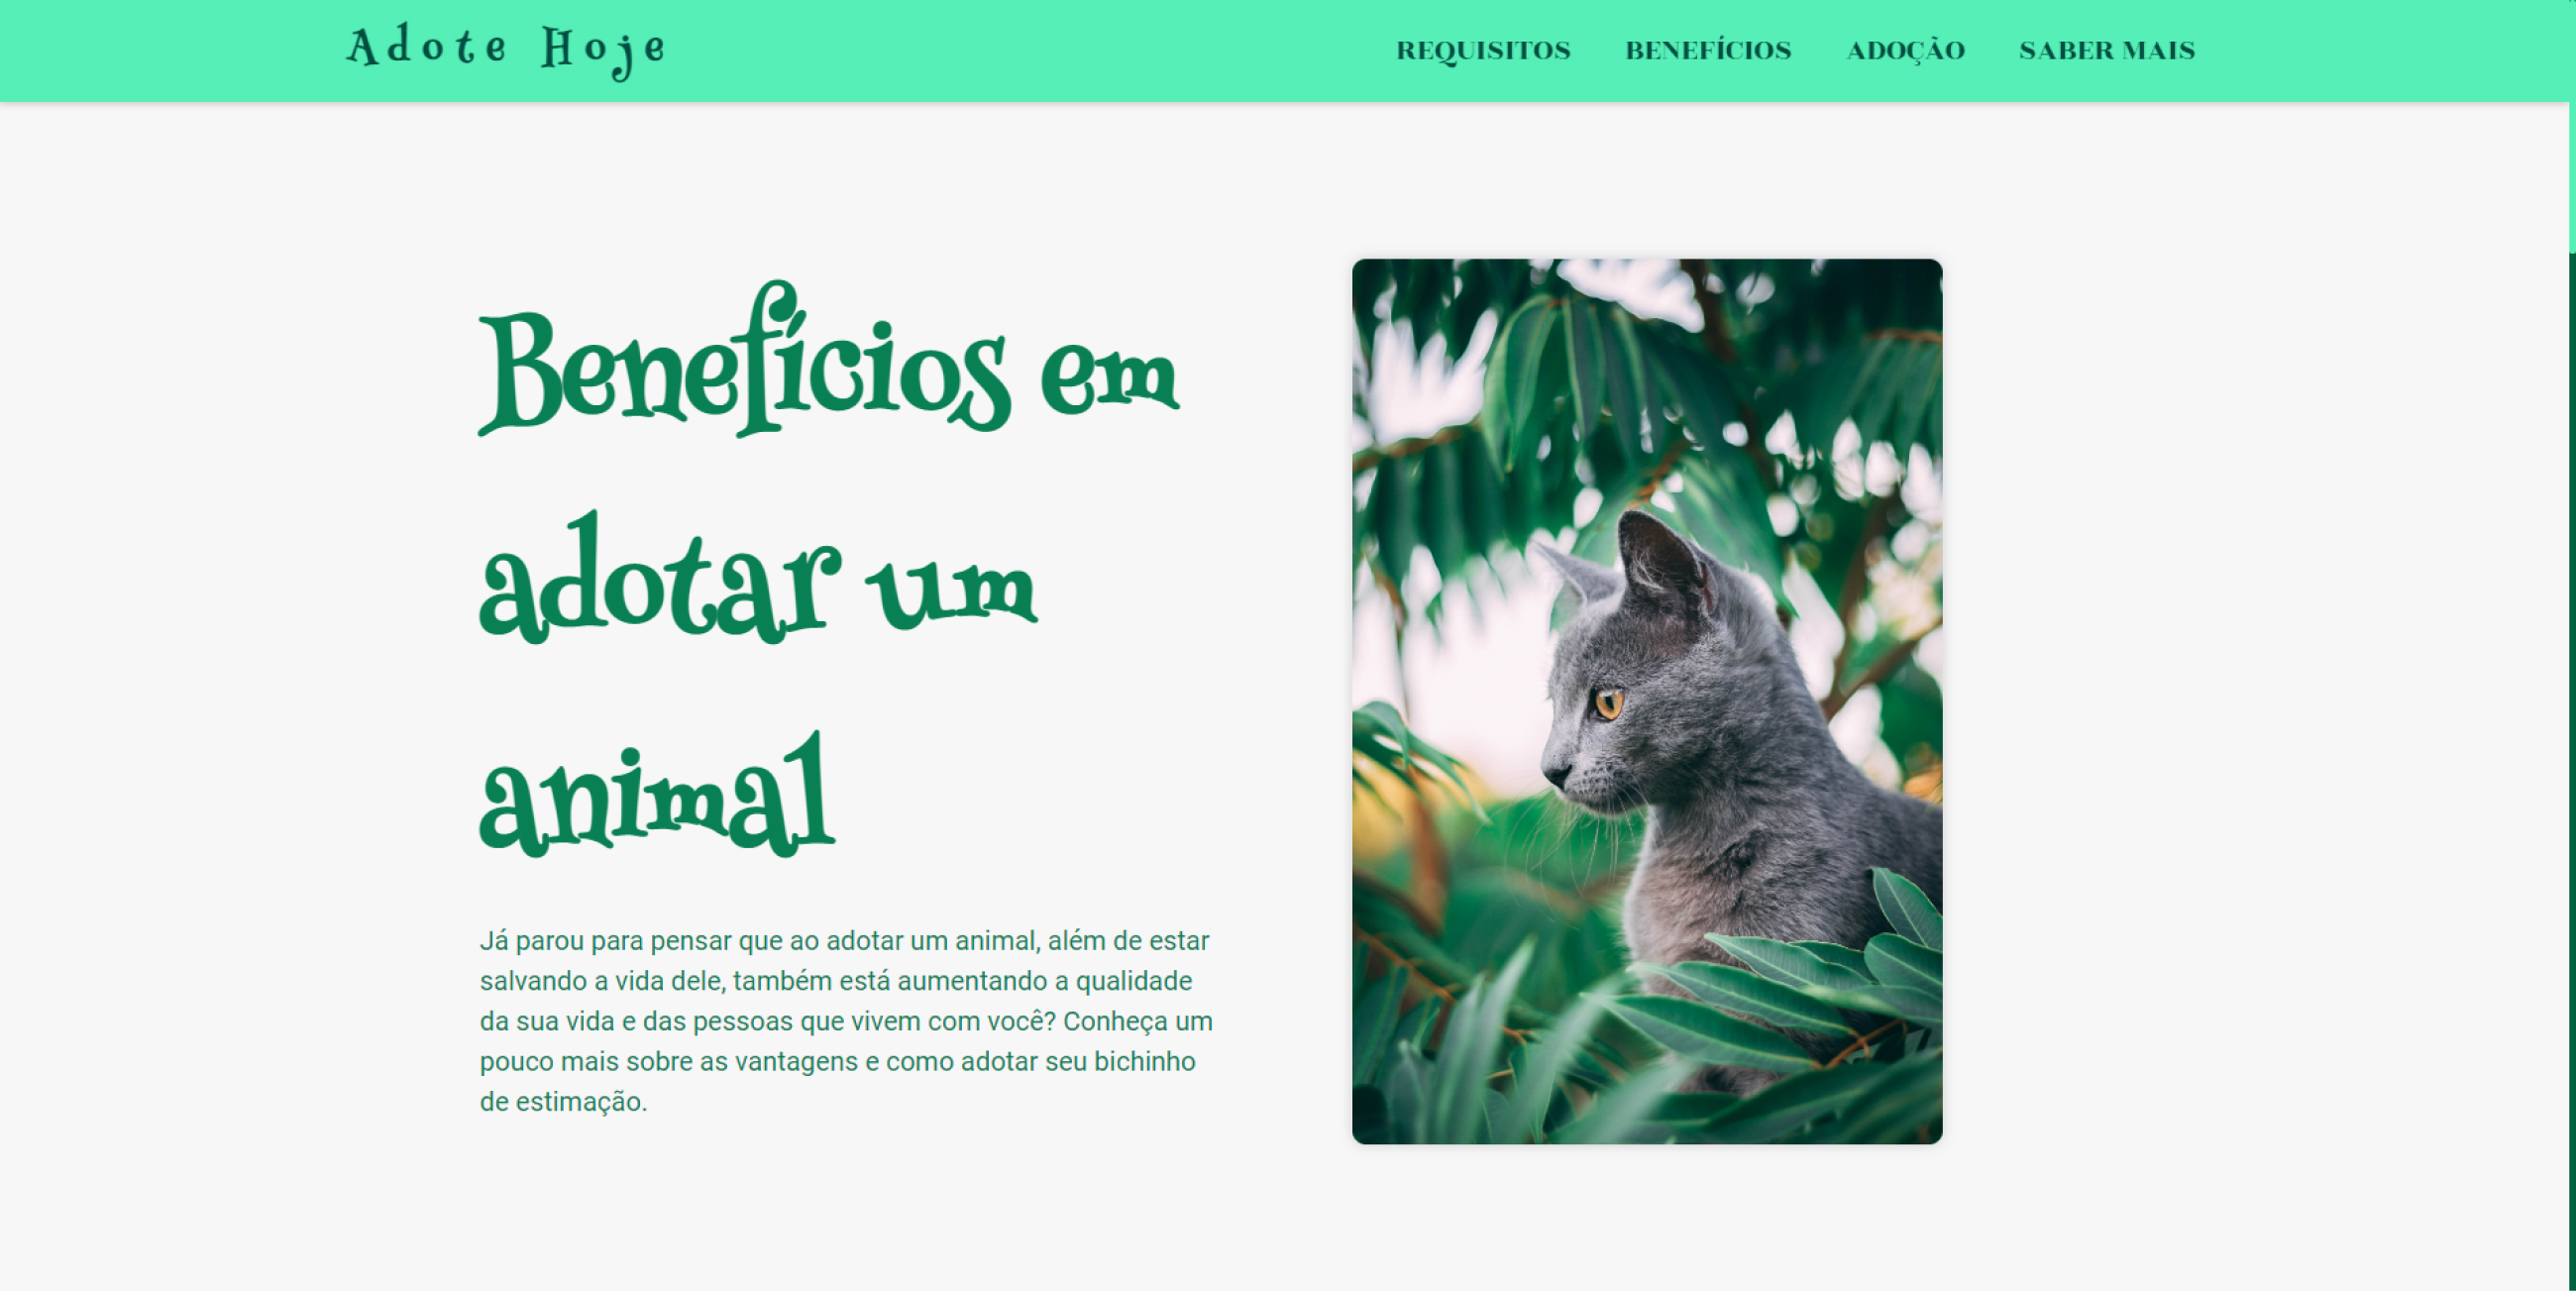 Adote Hoje
REQUISITOS BENEFÍCIOS ADOÇÃO SABER MAIS
Benefícios em
adotar um
animal
Já parou para pensar que ao adotar um animal, além de estar
salvando a vida dele, também está aumentando a qualidade
da sua vida e das pessoas que vivem com você? Conheça um
pouco mais sobre as vantagens e como adotar seu bichinho
de estimação.